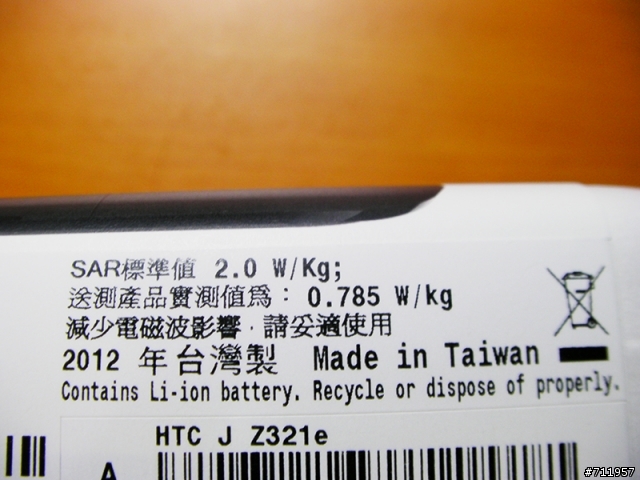 SAR標準值 2.0 W/Kg;
送測產品實測值為：0.785 W/kg
減少電磁波影響，請妥適使用
2012 年台灣製 Made in Taiwan
Contains Li-ion battery. Recycle or dispose of properly.
HTC J Z321e
A
#711957